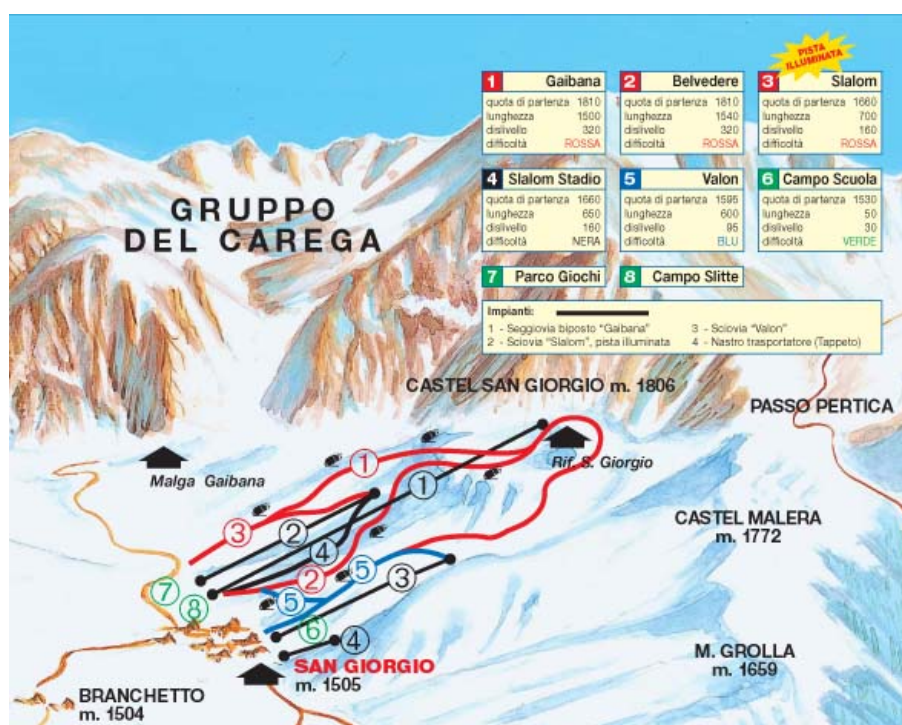 PISTA
ILLUMINATA
1 Gaibana
quota di partenza 1810
lunghezza 1500
dislivello 320
difficoltà ROSSA
2 Belvedere
quota di partenza 1810
lunghezza 1540
dislivello 320
difficoltà ROSSA
3 Slalom
quota di partenza 1660
lunghezza 700
dislivello 160
difficoltà ROSSA
4 Slalom Stadio
quota di partenza 1660
lunghezza 650
dislivello 160
difficoltà NERA
5 Valon
quota di partenza 1595
lunghezza 600
dislivello 95
difficoltà BLU
6 Campo Scuola
quota di partenza 1530
lunghezza 50
dislivello 30
difficoltà VERDE
7 Parco Giochi
8 Campo Slitte
Impianti:
1 - Seggiovia biposto "Gaibana"
2 - Sciovia "Slalom", pista illuminata
3 - Sciovia "Valon"
4 - Nastro trasportatore (Tappeto)
GRUPPO
DEL CAREGA
CASTEL SAN GIORGIO m. 1806
PASSO PERTICA
Malga Gaibana
Rif. S. Giorgio
1
1
3
2
4
2
5
3
5
7
8
6
4
CASTEL MALERA
m. 1772
M. GROLLA
m. 1659
SAN GIORGIO
m. 1505
BRANCHETTO
m. 1504